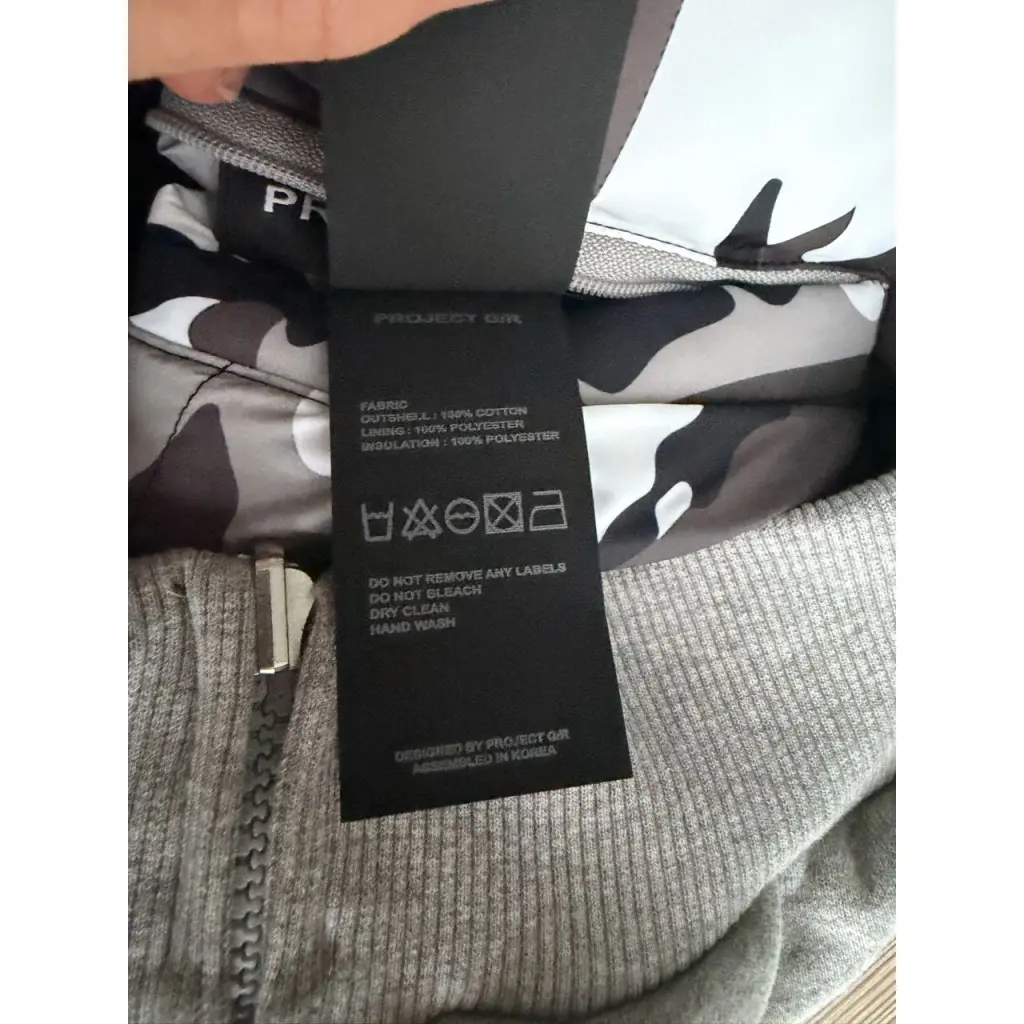 PR
PROJECT G/R
FABRIC
OUTSHELL : 100% COTTON
LINING : 100% POLYESTER
INSULATION : 100% POLYESTER
DO NOT REMOVE ANY LABELS
DO NOT BLEACH
DRY CLEAN
HAND WASH
DESIGNED BY PROJECT G/R
ASSEMBLED IN KOREA